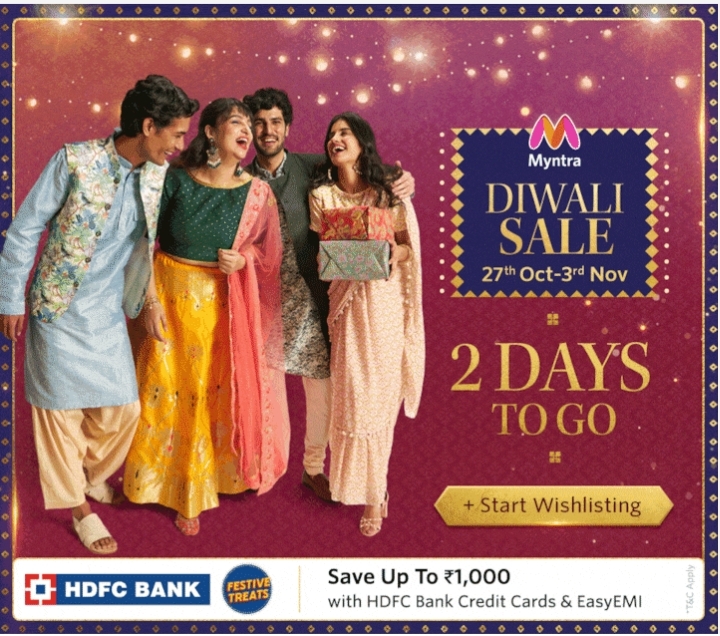 Myntra
DIWALI
SALE
27th Oct-3rd Nov
2 DAYS
TO GO
+ Start Wishlisting
HDFC BANK
FESTIVE
TREATS
Save Up To ₹1,000
with HDFC Bank Credit Cards & EasyEMI
*T&C Apply